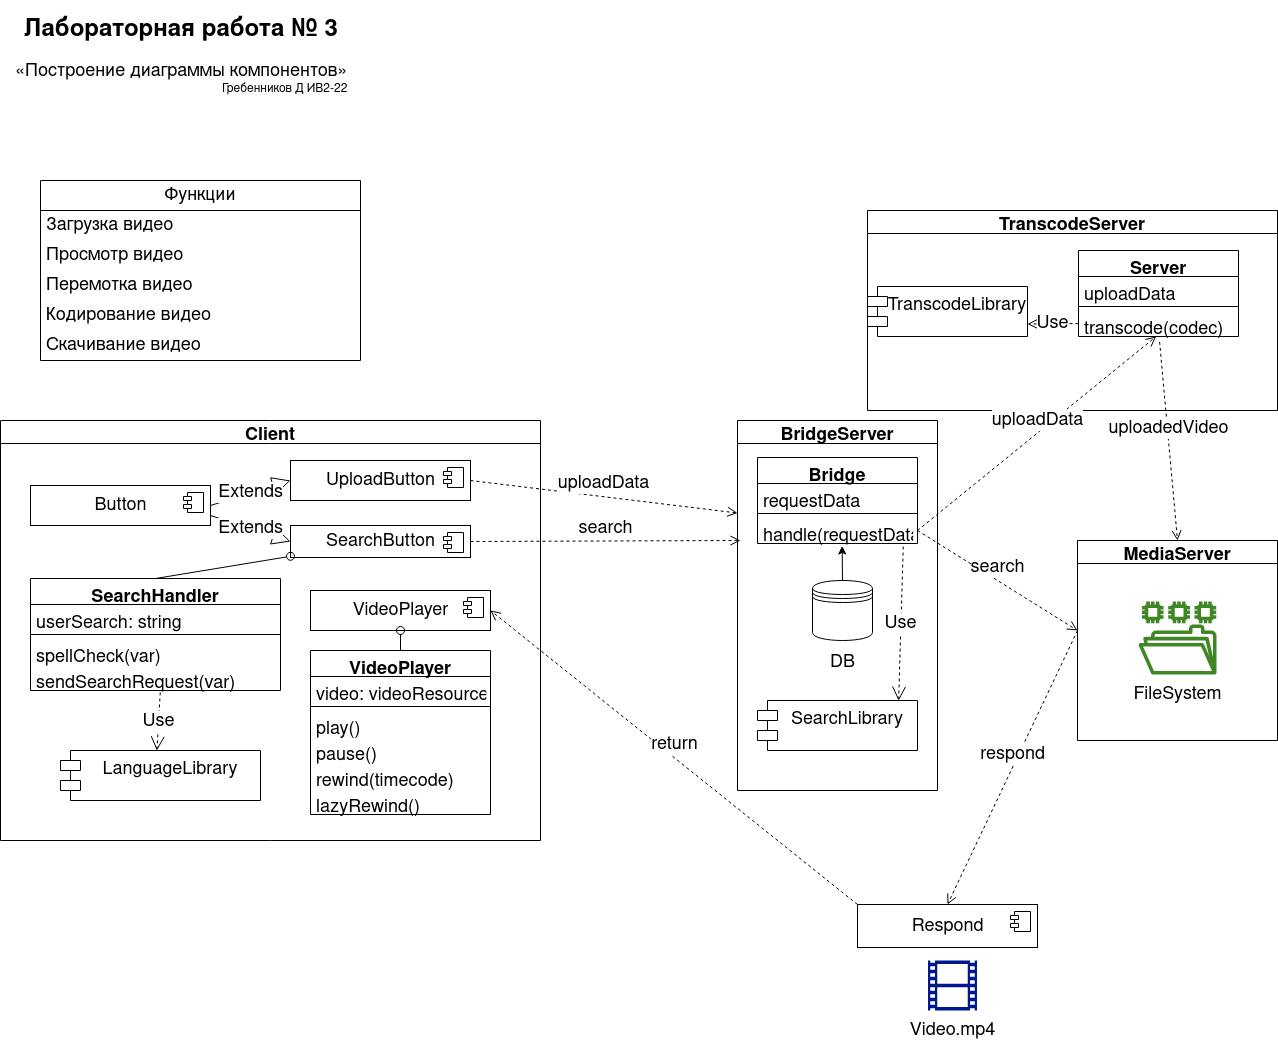 Лабораторная работа № 3
«Построение диаграммы компонентов»
Гребенников Д ИВ2-22
Функции
Загрузка видео
Просмотр видео
Перемотка видео
Кодирование видео
Скачивание видео
TranscodeServer
Server
uploadData
transcode(codec)
TranscodeLibrary
Use
uploadData
uploadedVideo
Client
Button
Extends
Extends
UploadButton
SearchButton
uploadData
search
SearchHandler
userSearch: string
spellCheck(var)
sendSearchRequest(var)
Use
LanguageLibrary
VideoPlayer
VideoPlayer
video: videoResource
play()
pause()
rewind(timecode)
lazyRewind()
BridgeServer
Bridge
requestData
handle(requestData
DB
Use
SearchLibrary
search
MediaServer
FileSystem
return
respond
Respond
Video.mp4